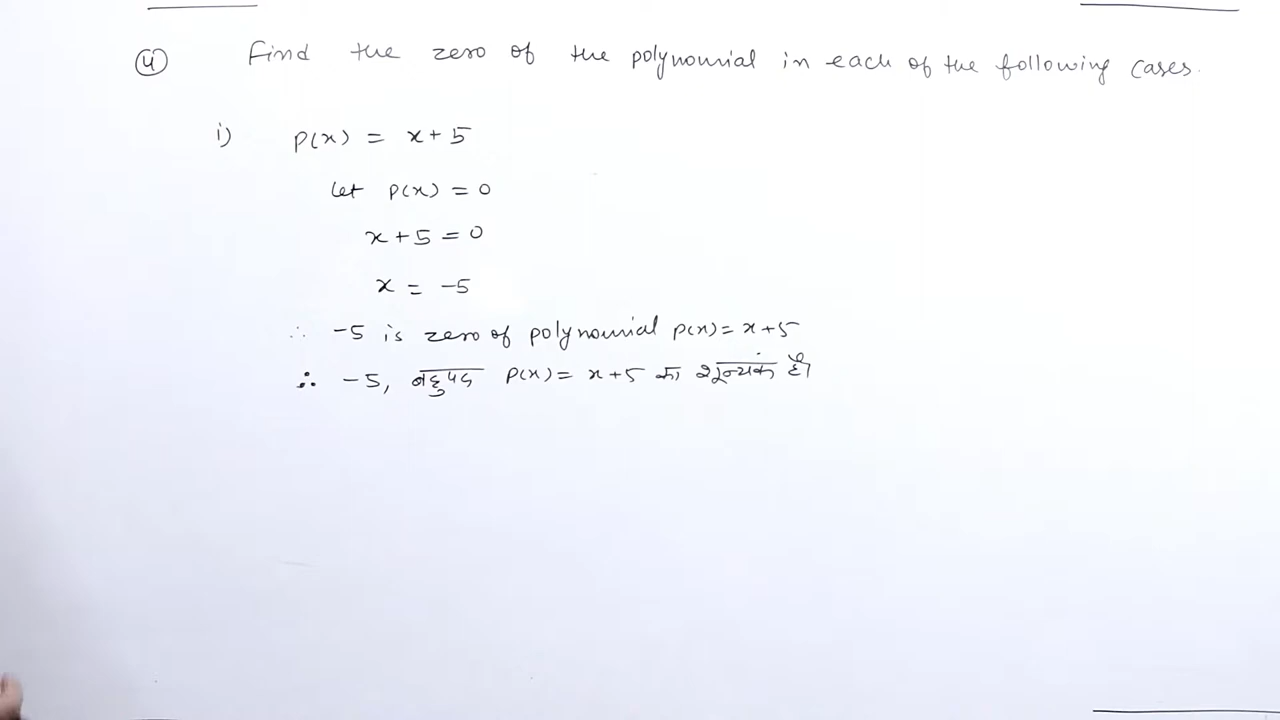 4 Find the zero of the polynomial in each of the following cases.
i) p(x) = x+5
Let p(x) = 0
x + 5 = 0
x = -5
∴ -5 is zero of polynomial p(x) = x+5
∴ -5, बहुपद p(x) = x+5 का शून्यांक है।